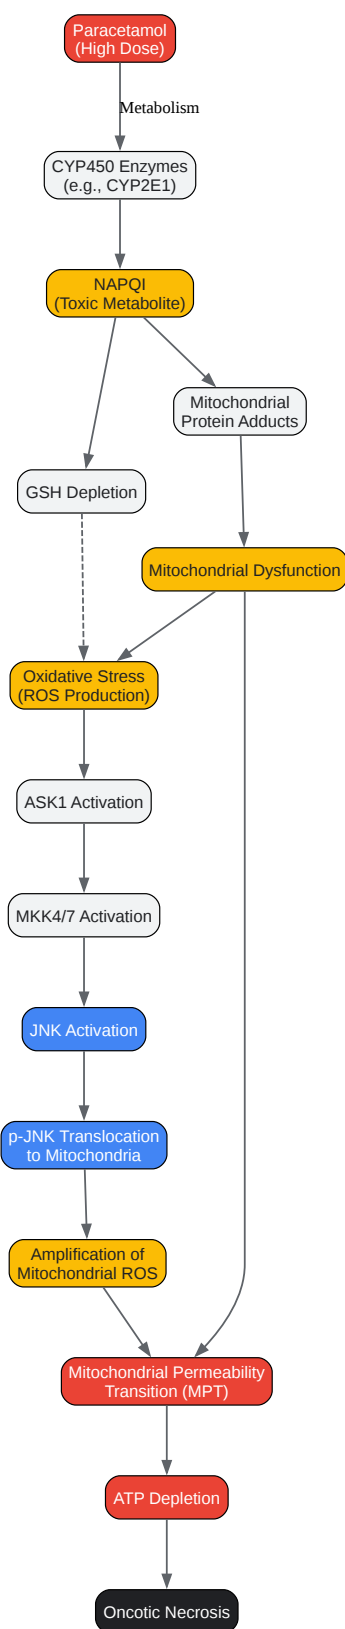 Paracetamol
(High Dose)
Metabolism
CYP450 Enzymes
(e.g., CYP2E1)
NAPQI
(Toxic Metabolite)
Mitochondrial
Protein Adducts
GSH Depletion
Mitochondrial Dysfunction
Oxidative Stress
(ROS Production)
ASK1 Activation
MKK4/7 Activation
JNK Activation
p-JNK Translocation
to Mitochondria
Amplification of
Mitochondrial ROS
Mitochondrial Permeability
Transition (MPT)
ATP Depletion
Oncotic Necrosis